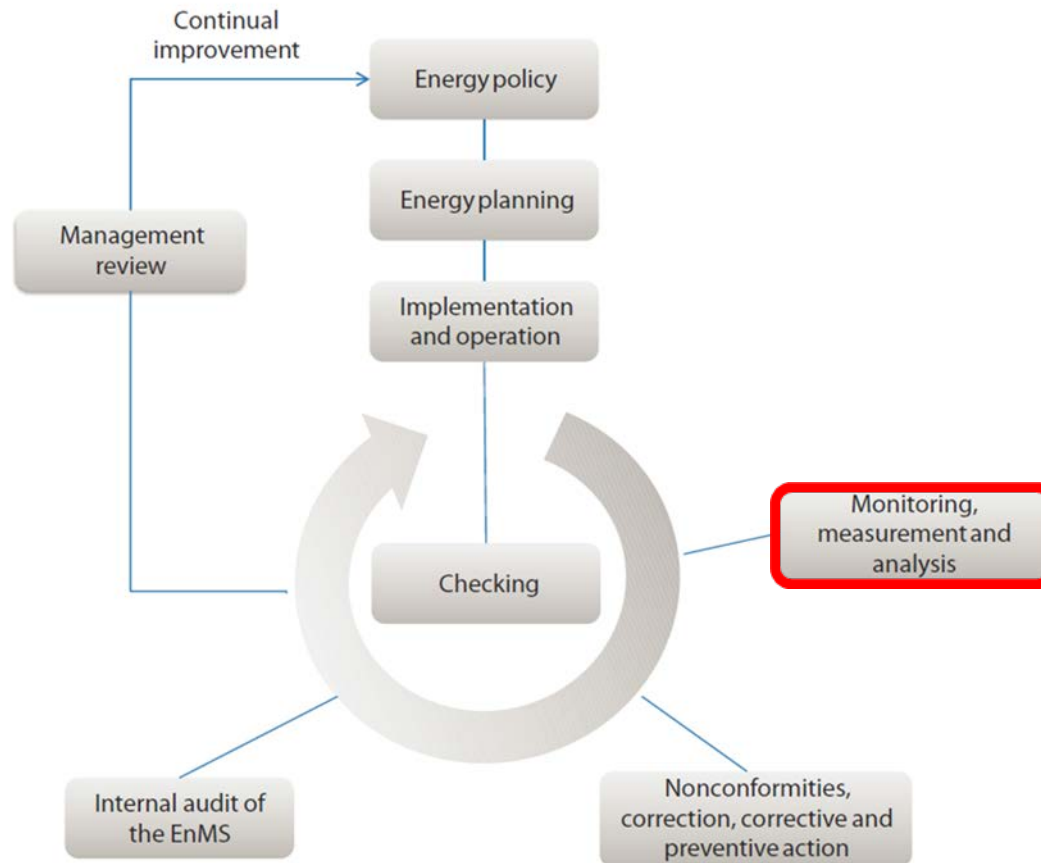 Continual
improvement
Energy policy
Energy planning
Management
review
Implementation
and operation
Monitoring,
measurement and
analysis
Checking
Internal audit of
the EnMS
Nonconformities,
correction, corrective and
preventive action